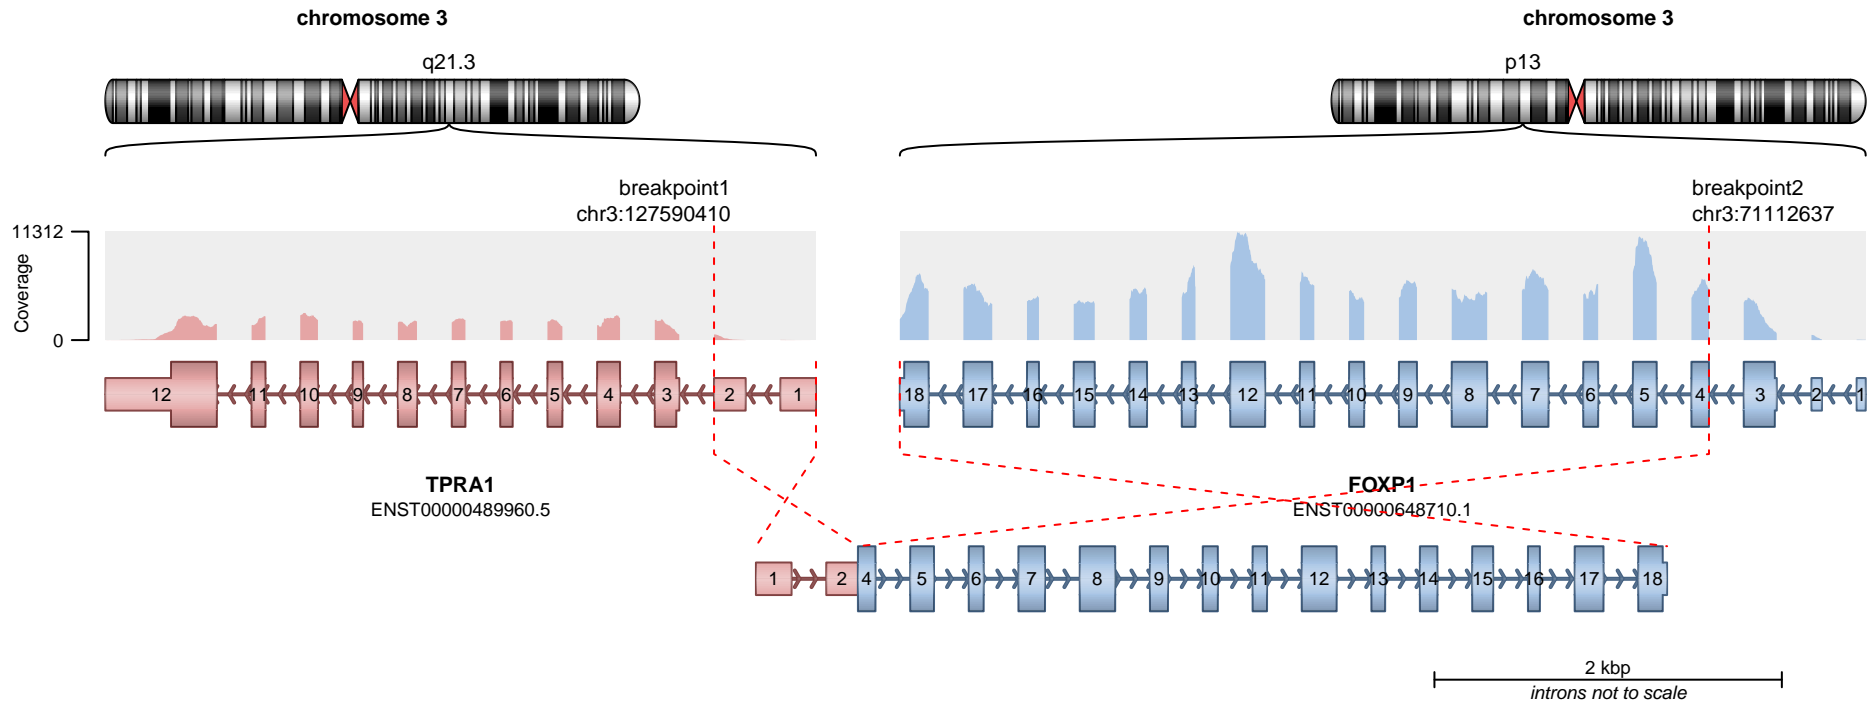 chromosome 3
chromosome 3
q21.3
p13
breakpoint1
chr3:127590410
breakpoint2
chr3:71112637
11312
Coverage
0
12 11 10 9 8 7 6 5 4 3 2 1
18 17 16 15 14 13 12 11 10 9 8 7 6 5 4 3 2 1
TPRA1
ENST00000489960.5
FOXP1
ENST00000648710.1
1 2 4 5 6 7 8 9 10 11 12 13 14 15 16 17 18
2 kbp
introns not to scale